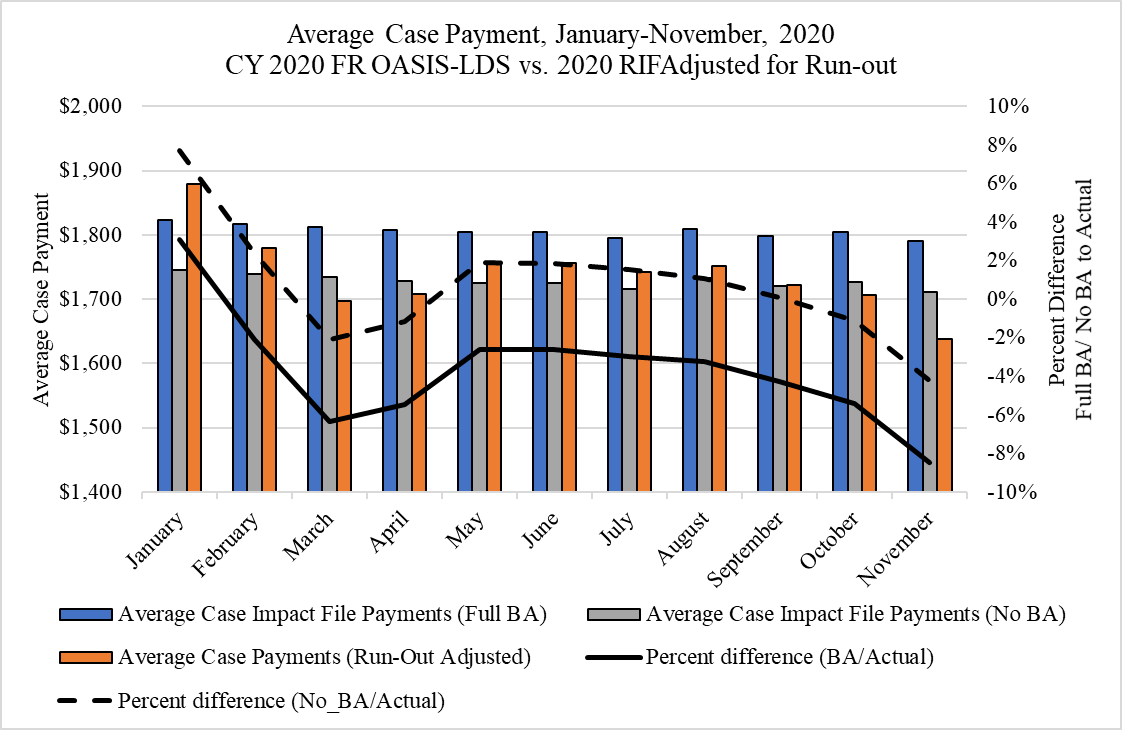 Average Case Payment, January-November, 2020
CY 2020 FR OASIS-LDS vs. 2020 RIFAdjusted for Run-out
Average Case Payment
$2,000
$1,900
$1,800
$1,700
$1,600
$1,500
$1,400
10%
8%
6%
4%
2%
0%
-2%
-4%
-6%
-8%
-10%
Percent Difference
Full BA/ No BA to Actual
January
February
March
April
May
June
July
August
September
October
November
Average Case Impact File Payments (Full BA)
Average Case Impact File Payments (No BA)
Average Case Payments (Run-Out Adjusted)
Percent difference (BA/Actual)
Percent difference (No_BA/Actual)